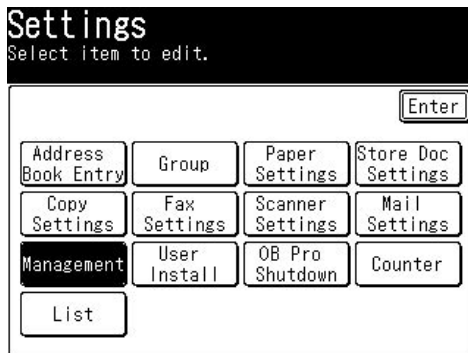 Settings
Select item to edit.
Enter
Address
Book Entry
Group
Paper
Settings
Store Doc
Settings
Copy
Settings
Fax
Settings
Scanner
Settings
Mail
Settings
Management
User
Install
OB Pro
Shutdown
Counter
List